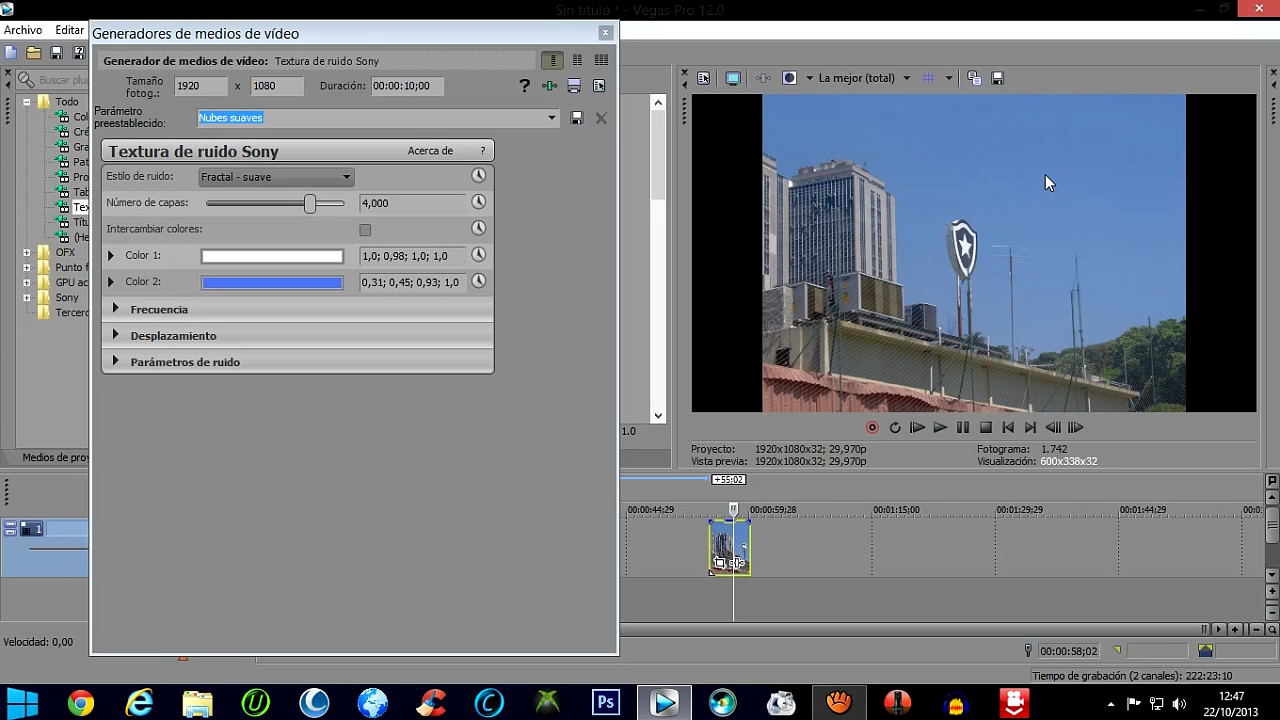 Sin título * - Vegas Pro 12.0
Archivo Editar
Generadores de medios de vídeo
Generador de medios de vídeo: Textura de ruido Sony
Tamaño fotog.: 1920 x 1080 Duración: 00:00:10;00
Parámetro preestablecido: Nubes suaves
Textura de ruido Sony Acerca de ?
Estilo de ruido: Fractal - suave
Número de capas: 4,000
Intercambiar colores:
Color 1: 1,0; 0,98; 1,0; 1,0
Color 2: 0,31; 0,45; 0,93; 1,0
Frecuencia
Desplazamiento
Parámetros de ruido
Buscar plu
Todo
Col
Cré
Gra
Pat
Pro
Tab
Tex
Títu
(He
OFX
Punto f
GPU ac
Sony
Tercero
Medios de proy
1.0
La mejor (total)
Proyecto: 1920x1080x32; 29,970p
Vista previa: 1920x1080x32; 29,970p
Fotograma: 1.742
Visualización: 600x338x32
+55:02
00:00:44;29 00:00:59;28 00:01:15;00 00:01:29;29 00:01:44;29 00:0
1
Velocidad: 0,00
00:00:58;02
Tiempo de grabación (2 canales): 222:23:10
Ps
12:47
22/10/2013